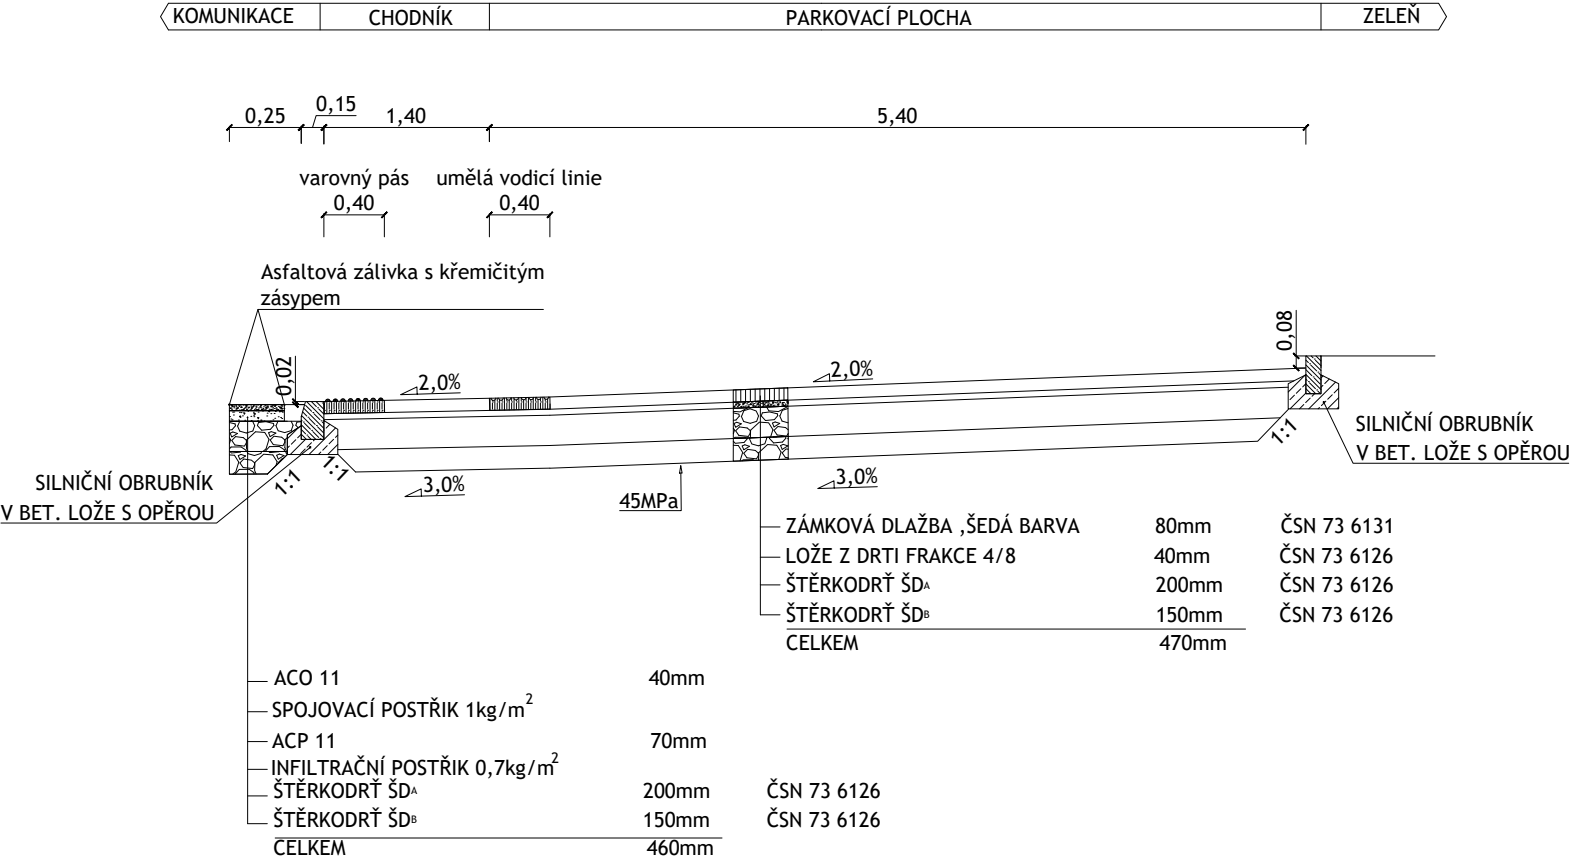 KOMUNIKACE CHODNÍK PARKOVACÍ PLOCHA ZELEŇ
0,25 0,15 1,40 5,40
varovný pás umělá vodicí linie
0,40 0,40
Asfaltová zálivka s křemičitým
zásypem
0,02 2,0% 2,0% 0,08
SILNIČNÍ OBRUBNÍK
V BET. LOŽE S OPĚROU
1:1
SILNIČNÍ OBRUBNÍK
V BET. LOŽE S OPĚROU
1:1 1:1 3,0% 3,0%
45MPa
ZÁMKOVÁ DLAŽBA ,ŠEDÁ BARVA 80mm ČSN 73 6131
LOŽE Z DRTI FRAKCE 4/8 40mm ČSN 73 6126
ŠTĚRKODRŤ ŠDA 200mm ČSN 73 6126
ŠTĚRKODRŤ ŠDB 150mm ČSN 73 6126
CELKEM 470mm
ACO 11 40mm
SPOJOVACÍ POSTŘIK 1kg/m²
ACP 11 70mm
INFILTRAČNÍ POSTŘIK 0,7kg/m²
ŠTĚRKODRŤ ŠDA 200mm ČSN 73 6126
ŠTĚRKODRŤ ŠDB 150mm ČSN 73 6126
CELKEM 460mm